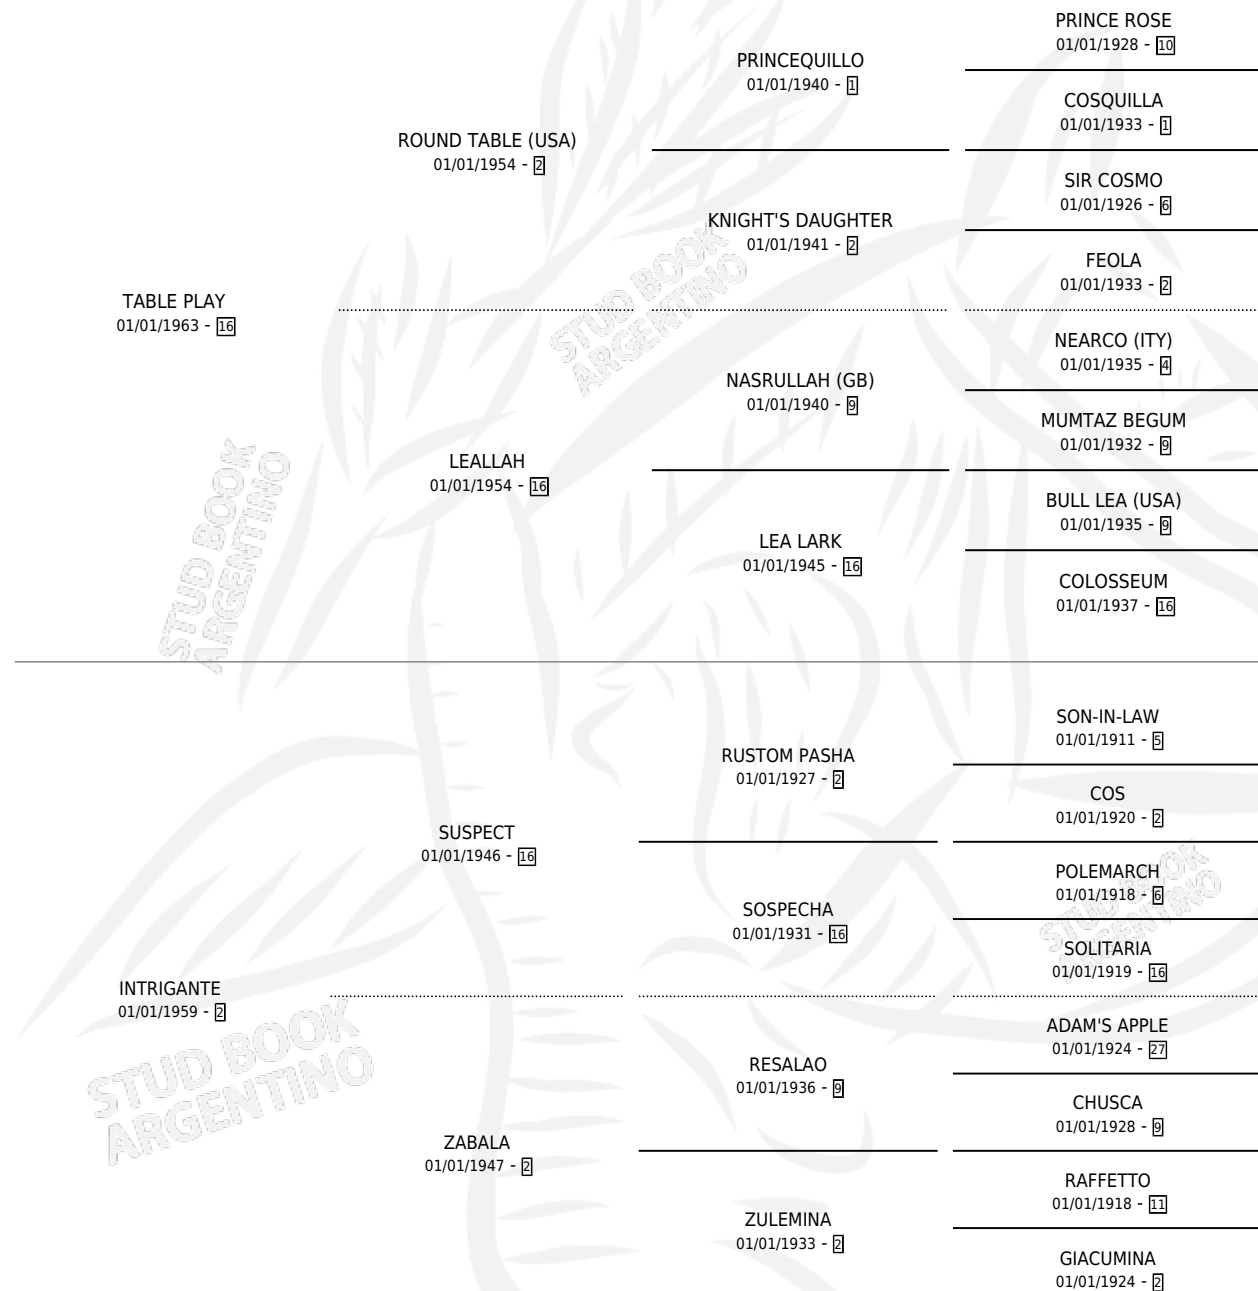 PRINCE ROSE
01/01/1928 - 10
PRINCEQUILLO
01/01/1940 - 1
COSQUILLA
01/01/1933 - 1
ROUND TABLE (USA)
01/01/1954 - 2
SIR COSMO
01/01/1926 - 6
KNIGHT'S DAUGHTER
01/01/1941 - 2
FEOLA
01/01/1933 - 2
TABLE PLAY
01/01/1963 - 16
STUD BOOK
ARGENTINO
NEARCO (ITY)
01/01/1935 - 4
NASRULLAH (GB)
01/01/1940 - 9
MUMTAZ BEGUM
01/01/1932 - 9
LEALLAH
01/01/1954 - 16
BULL LEA (USA)
01/01/1935 - 9
LEA LARK
01/01/1945 - 16
COLOSSEUM
01/01/1937 - 16
STUD BOOK
ARGENTINO
SON-IN-LAW
01/01/1911 - 5
RUSTOM PASHA
01/01/1927 - 2
COS
01/01/1920 - 2
SUSPECT
01/01/1946 - 16
POLEMARCH
01/01/1918 - 6
SOSPECHA
01/01/1931 - 16
SOLITARIA
01/01/1919 - 16
STUD BOOK
ARGENTINO
INTRIGANTE
01/01/1959 - 2
STUD BOOK
ARGENTINO
ADAM'S APPLE
01/01/1924 - 27
RESALAO
01/01/1936 - 9
CHUSCA
01/01/1928 - 9
ZABALA
01/01/1947 - 2
RAFFETTO
01/01/1918 - 11
ZULEMINA
01/01/1933 - 2
GIACUMINA
01/01/1924 - 2